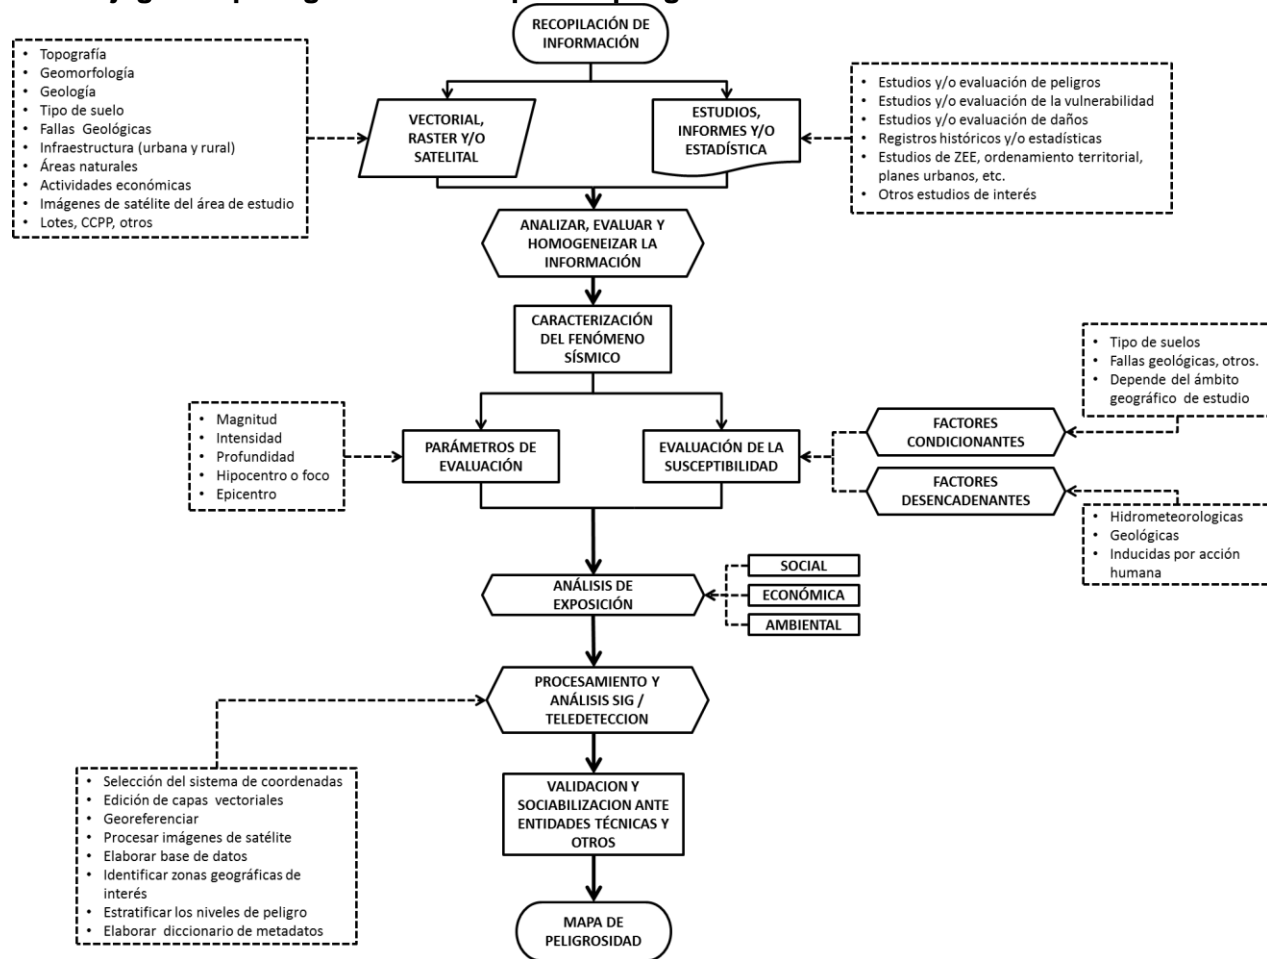 RECOPILACIÓN DE
INFORMACIÓN
• Topografía
• Geomorfología
• Geología
• Tipo de suelo
• Fallas Geológicas
• Infraestructura (urbana y rural)
• Áreas naturales
• Actividades económicas
• Imágenes de satélite del área de estudio
• Lotes, CCPP, otros
VECTORIAL,
RASTER Y/O
SATELITAL
ESTUDIOS,
INFORMES Y/O
ESTADÍSTICA
• Estudios y/o evaluación de peligros
• Estudios y/o evaluación de la vulnerabilidad
• Estudios y/o evaluación de daños
• Registros históricos y/o estadísticas
• Estudios de ZEE, ordenamiento territorial,
planes urbanos, etc.
• Otros estudios de interés
ANALIZAR, EVALUAR Y
HOMOGENEIZAR LA
INFORMACIÓN
CARACTERIZACIÓN
DEL FENÓMENO
SÍSMICO
• Magnitud
• Intensidad
• Profundidad
• Hipocentro o foco
• Epicentro
PARÁMETROS DE
EVALUACIÓN
EVALUACIÓN DE LA
SUSCEPTIBILIDAD
FACTORES
CONDICIONANTES
• Tipo de suelos
• Fallas geológicas, otros.
• Depende del ámbito
geográfico de estudio
FACTORES
DESENCADENANTES
• Hidrometeorologicas
• Geológicas
• Inducidas por acción
humana
ANÁLISIS DE
EXPOSICIÓN
SOCIAL
ECONÓMICA
AMBIENTAL
PROCESAMIENTO Y
ANÁLISIS SIG /
TELEDETECCION
• Selección del sistema de coordenadas
• Edición de capas vectoriales
• Georeferenciar
• Procesar imágenes de satélite
• Elaborar base de datos
• Identificar zonas geográficas de
interés
• Estratificar los niveles de peligro
• Elaborar diccionario de metadatos
VALIDACION Y
SOCIABILIZACION ANTE
ENTIDADES TÉCNICAS Y
OTROS
MAPA DE
PELIGROSIDAD